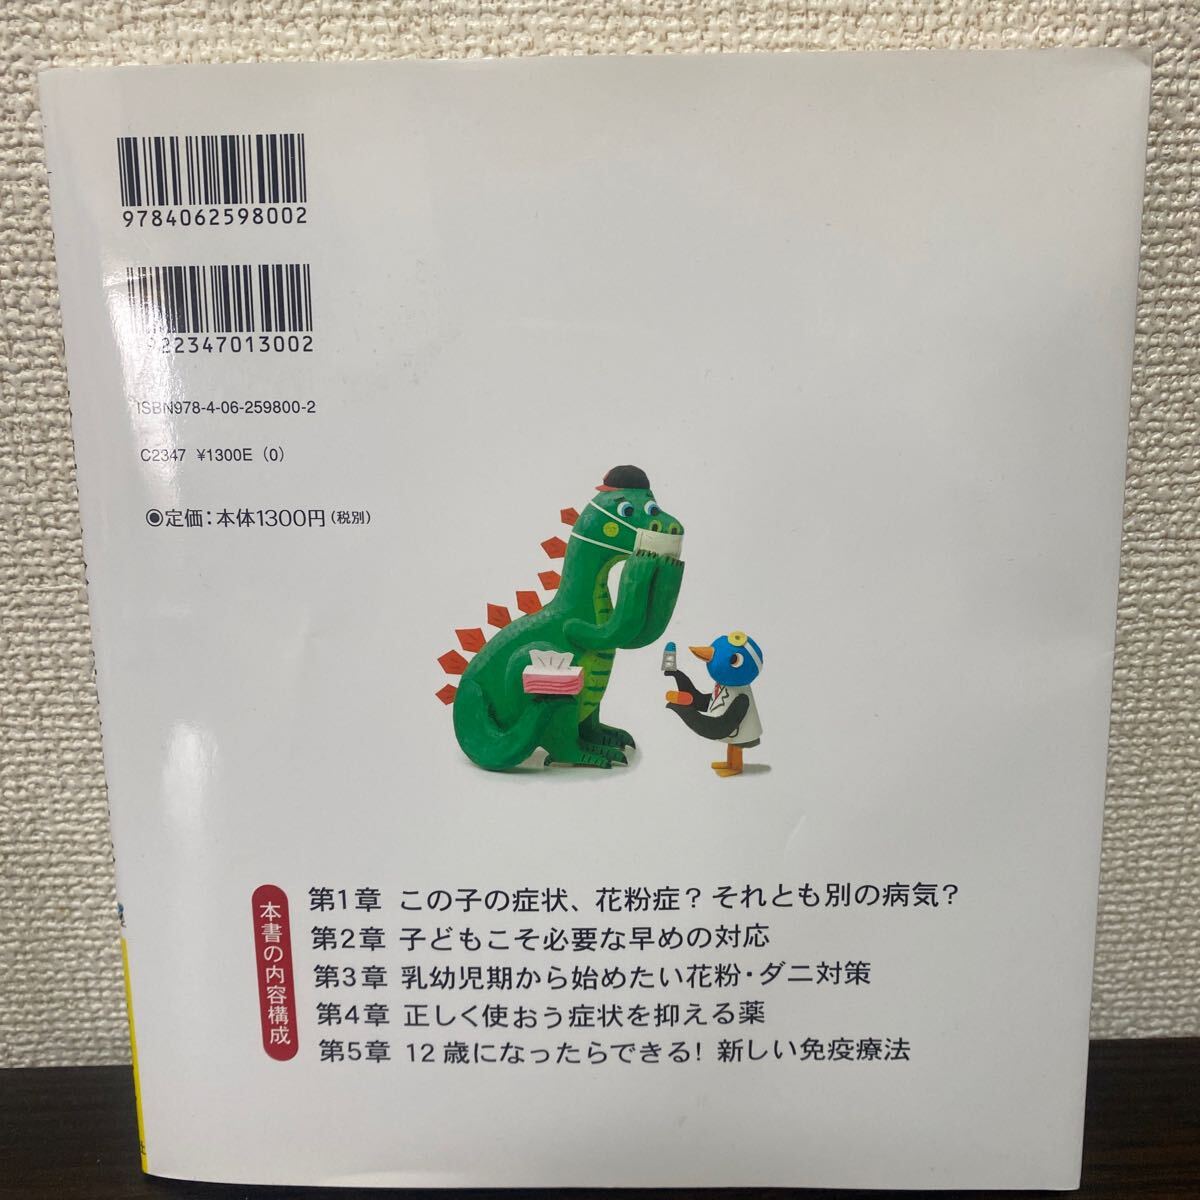 9784062598002
922347013002
ISBN978-4-06-259800-2
C2347 ¥1300E (0)
◉定価：本体1300円（税別）
本書の内容構成
第1章 この子の症状、花粉症？それとも別の病気？
第2章 子どもこそ必要な早めの対応
第3章 乳幼児期から始めたい花粉・ダニ対策
第4章 正しく使おう症状を抑える薬
第5章 12歳になったらできる！新しい免疫療法